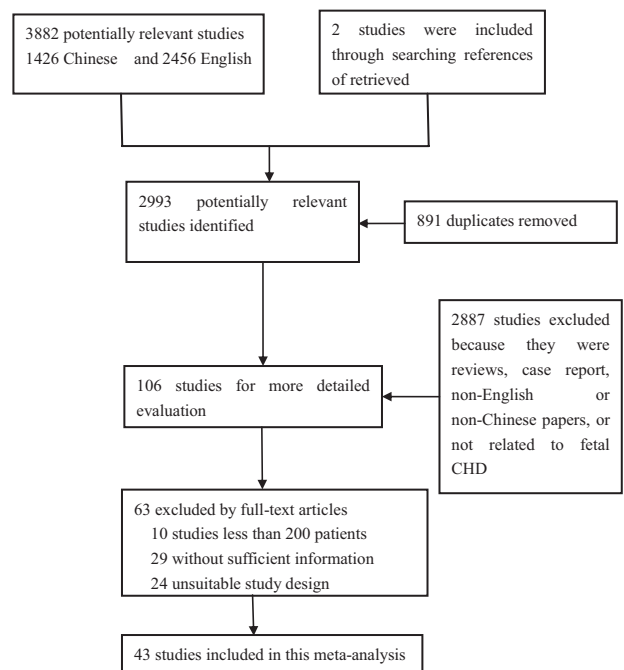 3882 potentially relevant studies
1426 Chinese and 2456 English
2 studies were included
through searching references
of retrieved
2993 potentially relevant
studies identified
891 duplicates removed
2887 studies excluded
because they were
reviews, case report,
non-English or
non-Chinese papers, or
not related to fetal
CHD
106 studies for more detailed
evaluation
63 excluded by full-text articles
10 studies less than 200 patients
29 without sufficient information
24 unsuitable study design
43 studies included in this meta-analysis